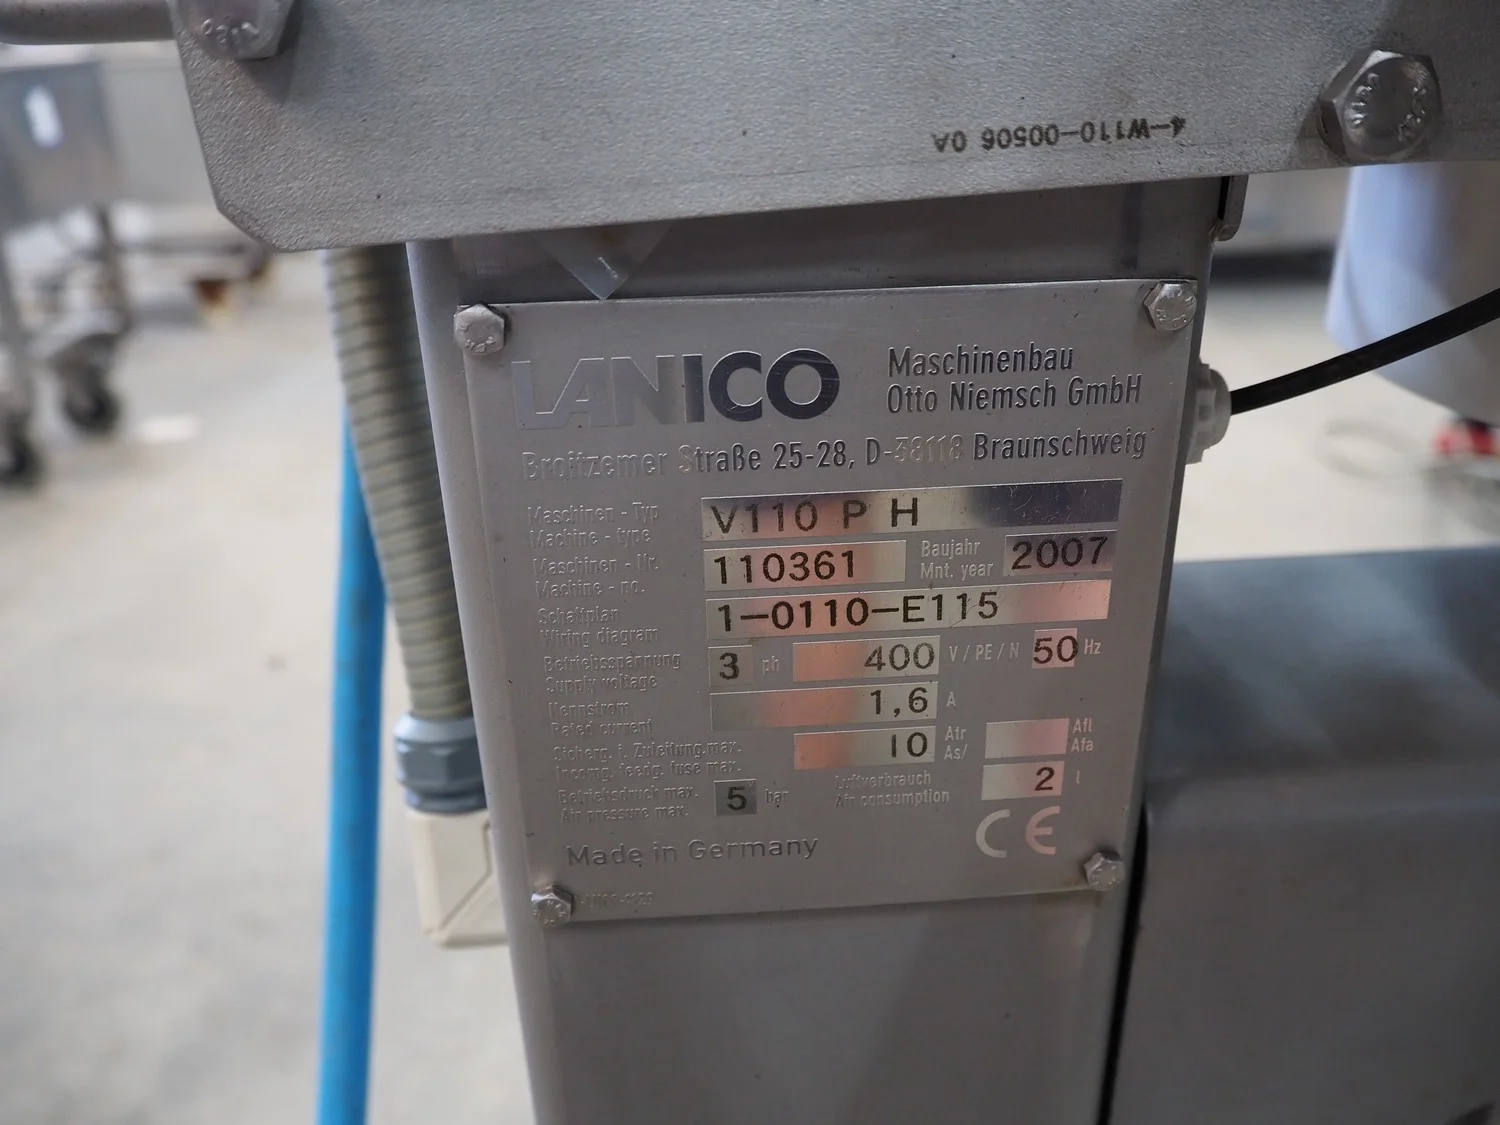 4-W110-00506 0A
LANICO
Maschinenbau
Otto Niemsch GmbH
Broitzemer Straße 25-28, D-38118 Braunschweig
Maschinen - Typ
Machine - type
V110 P H
Maschinen - Nr.
Machine - no.
110361
Baujahr
Mnt. year
2007
Schaltplan
Wiring diagram
1-0110-E115
Betriebsspannung
Supply voltage
3 ph 400 V / PE / N 50 Hz
Nennstrom
Rated current
1,6 A
Sicherg. i. Zuleitung max.
Incomg. feedg. fuse max.
10
Atr
As/
Afl
Afa
Betriebsdruck max.
Air pressure max.
5 bar
Luftverbrauch
Air consumption
2 l
Made in Germany
CE